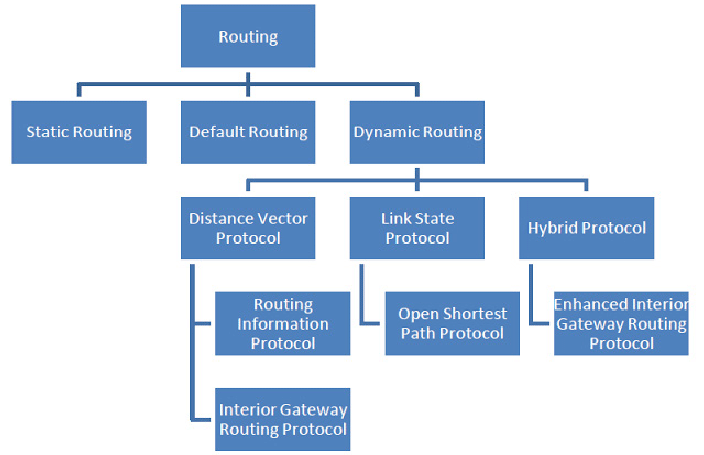 Routing
Static Routing
Default Routing
Dynamic Routing
Distance Vector
Protocol
Link State
Protocol
Hybrid Protocol
Routing
Information
Protocol
Open Shortest
Path Protocol
Enhanced Interior
Gateway Routing
Protocol
Interior Gateway
Routing Protocol